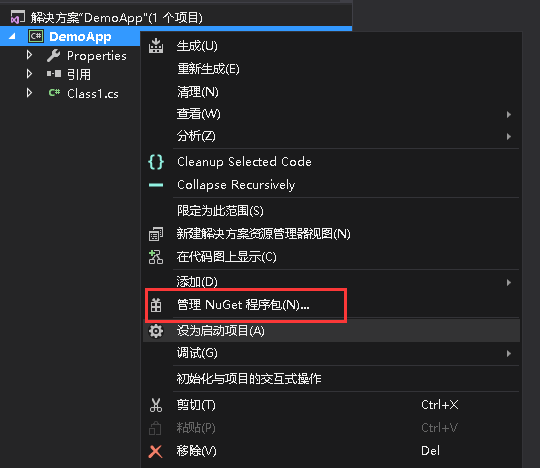 解决方案"DemoApp"(1 个项目)
DemoApp
Properties
引用
Class1.cs
生成(U)
重新生成(E)
清理(N)
查看(W)
分析(Z)
Cleanup Selected Code
Collapse Recursively
限定为此范围(S)
新建解决方案资源管理器视图(N)
在代码图上显示(C)
添加(D)
管理 NuGet 程序包(N)...
设为启动项目(A)
调试(G)
初始化与项目的交互式操作
剪切(T) Ctrl+X
粘贴(P) Ctrl+V
移除(V) Del